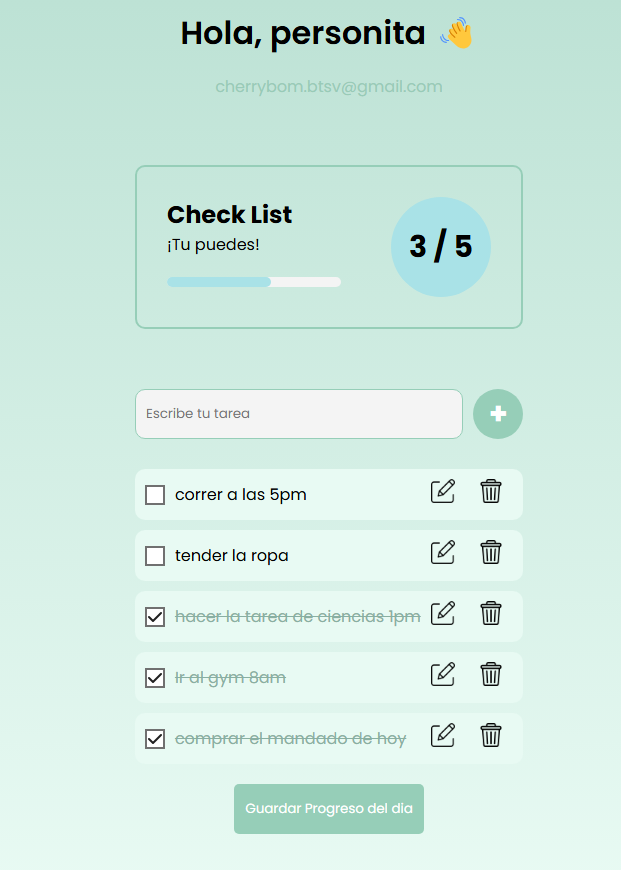 Hola, personita 👋
cherrybom.btsv@gmail.com
Check List
¡Tu puedes!
3 / 5
Escribe tu tarea
+
correr a las 5pm
tender la ropa
hacer la tarea de ciencias 1pm
Ir al gym 8am
comprar el mandado de hoy
Guardar Progreso del dia